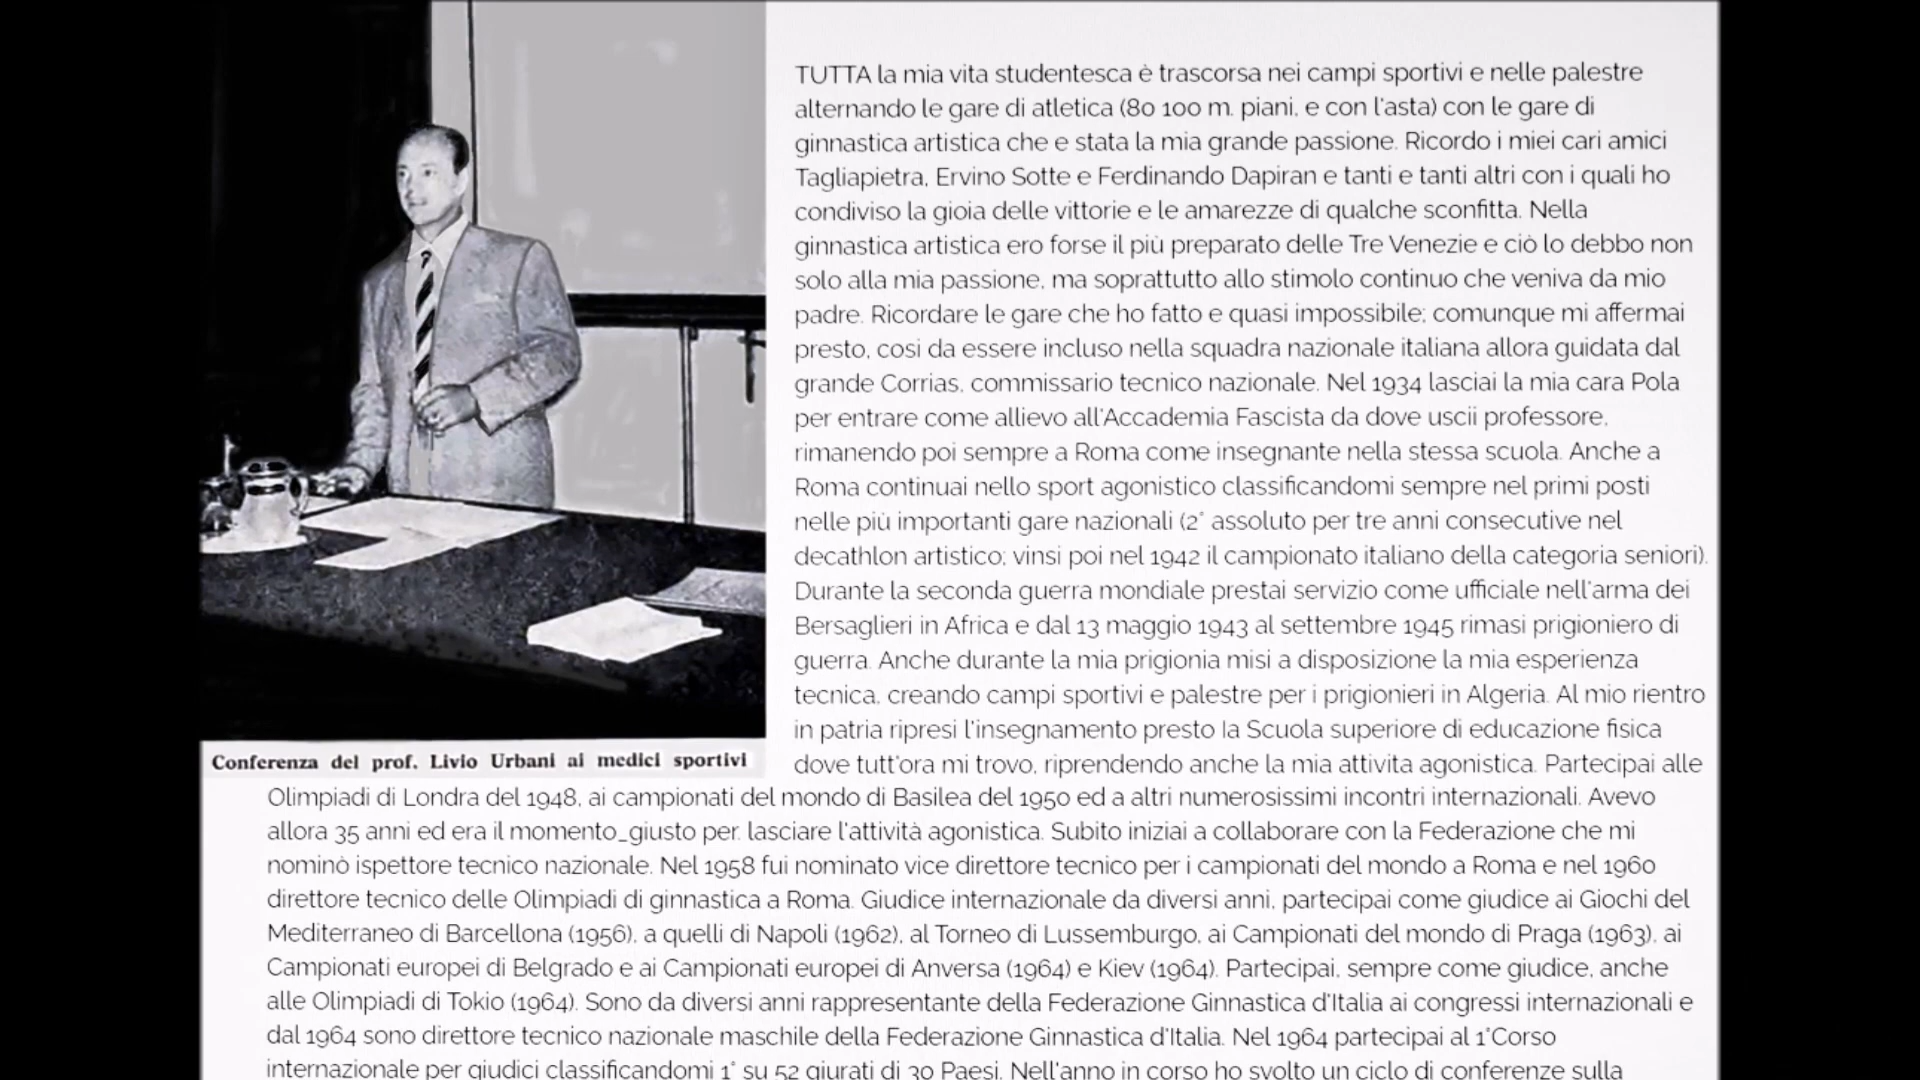 TUTTA la mia vita studentesca è trascorsa nei campi sportivi e nelle palestre
alternando le gare di atletica (80 100 m. piani, e con l'asta) con le gare di
ginnastica artistica che e stata la mia grande passione. Ricordo i miei cari amici
Tagliapietra, Ervino Sotte e Ferdinando Dapiran e tanti e tanti altri con i quali ho
condiviso la gioia delle vittorie e le amarezze di qualche sconfitta. Nella
ginnastica artistica ero forse il più preparato delle Tre Venezie e ciò lo debbo non
solo alla mia passione, ma soprattutto allo stimolo continuo che veniva da mio
padre. Ricordare le gare che ho fatto e quasi impossibile; comunque mi affermai
presto, cosi da essere incluso nella squadra nazionale italiana allora guidata dal
grande Corrias, commissario tecnico nazionale. Nel 1934 lasciai la mia cara Pola
per entrare come allievo all'Accademia Fascista da dove uscii professore,
rimanendo poi sempre a Roma come insegnante nella stessa scuola. Anche a
Roma continuai nello sport agonistico classificandomi sempre nel primi posti
nelle più importanti gare nazionali (2° assoluto per tre anni consecutive nel
decathlon artistico; vinsi poi nel 1942 il campionato italiano della categoria seniori).
Durante la seconda guerra mondiale prestai servizio come ufficiale nell'arma dei
Bersaglieri in Africa e dal 13 maggio 1943 al settembre 1945 rimasi prigioniero di
guerra. Anche durante la mia prigionia misi a disposizione la mia esperienza
tecnica, creando campi sportivi e palestre per i prigionieri in Algeria. Al mio rientro
in patria ripresi l'insegnamento presto la Scuola superiore di educazione fisica
dove tutt'ora mi trovo, riprendendo anche la mia attivita agonistica. Partecipai alle
Conferenza del prof. Livio Urbani ai medici sportivi
Olimpiadi di Londra del 1948, ai campionati del mondo di Basilea del 1950 ed a altri numerosissimi incontri internazionali. Avevo
allora 35 anni ed era il momento_giusto per. lasciare l'attività agonistica. Subito iniziai a collaborare con la Federazione che mi
nominò ispettore tecnico nazionale. Nel 1958 fui nominato vice direttore tecnico per i campionati del mondo a Roma e nel 1960
direttore tecnico delle Olimpiadi di ginnastica a Roma. Giudice internazionale da diversi anni, partecipai come giudice ai Giochi del
Mediterraneo di Barcellona (1956), a quelli di Napoli (1962), al Torneo di Lussemburgo, ai Campionati del mondo di Praga (1963), ai
Campionati europei di Belgrado e ai Campionati europei di Anversa (1964) e Kiev (1964). Partecipai, sempre come giudice, anche
alle Olimpiadi di Tokio (1964). Sono da diversi anni rappresentante della Federazione Ginnastica d'Italia ai congressi internazionali e
dal 1964 sono direttore tecnico nazionale maschile della Federazione Ginnastica d'Italia. Nel 1964 partecipai al 1°Corso
internazionale per giudici classificandomi 1° su 52 giurati di 30 Paesi. Nell'anno in corso ho svolto un ciclo di conferenze sulla